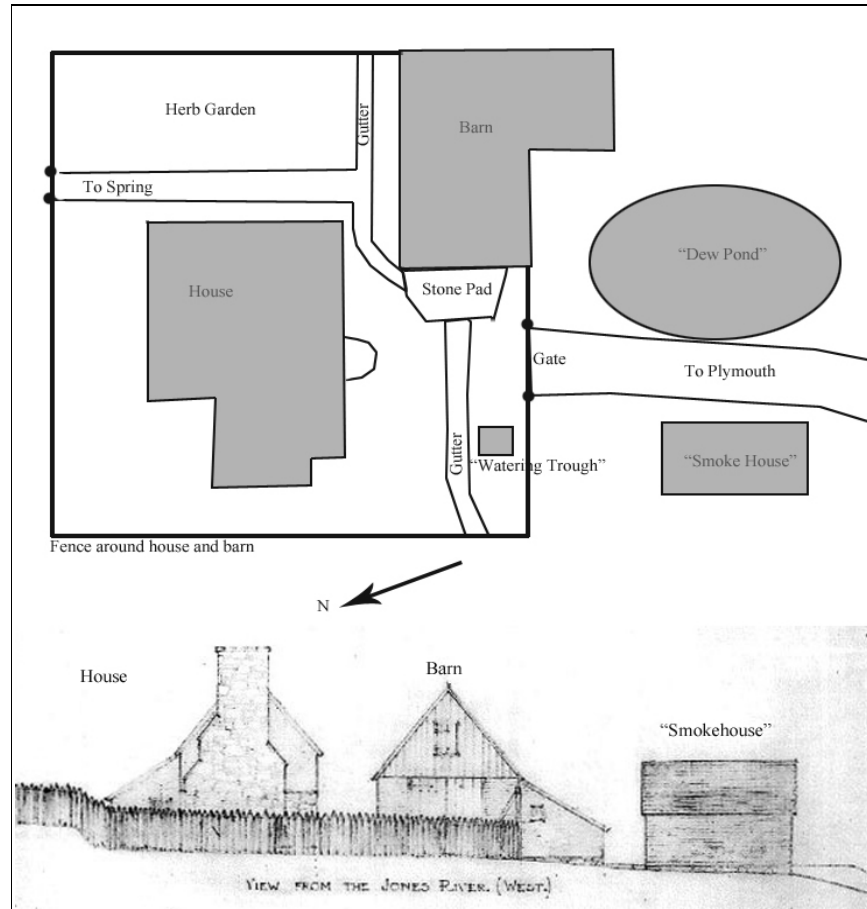 Herb Garden
Gutter
Barn
To Spring
House
“Dew Pond”
Stone Pad
Gate
To Plymouth
Gutter
“Watering Trough”
“Smoke House”
Fence around house and barn
N
House
Barn
“Smokehouse”
VIEW FROM THE JONES RIVER. (WEST.)